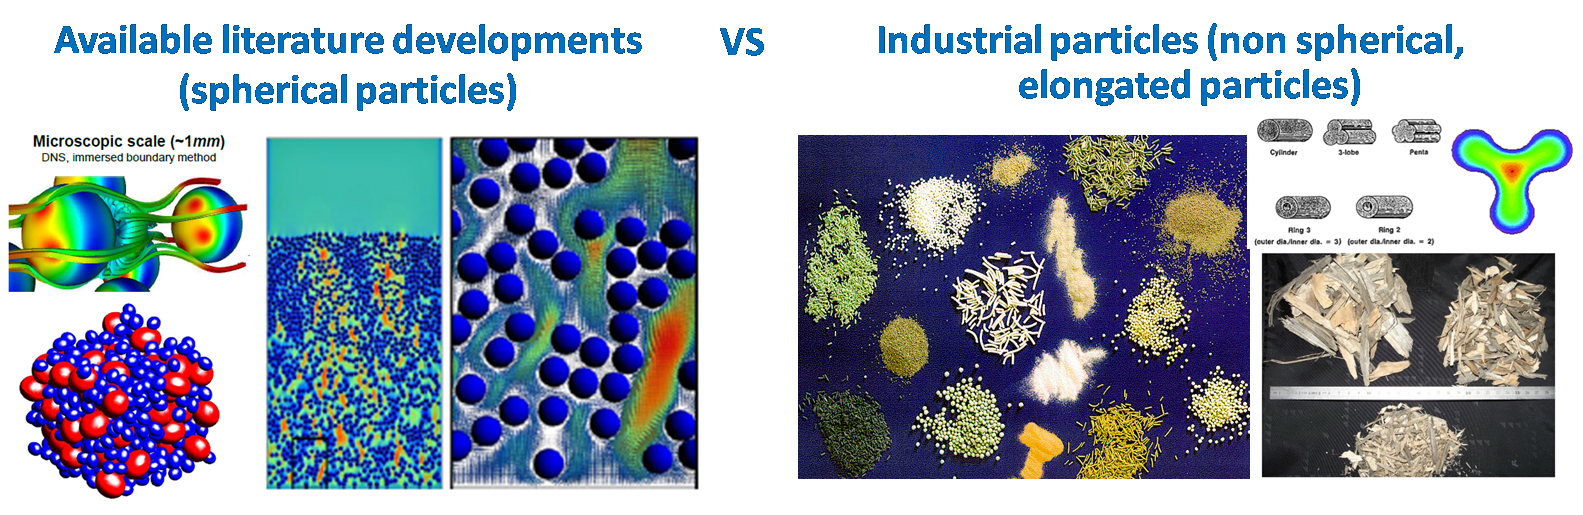 Available literature developments
(spherical particles)
VS
Industrial particles (non spherical,
elongated particles)
Microscopic scale (~1mm)
DNS, immersed boundary method
Cylinder
3-lobe
Penta
Ring 3
(outer dia./inner dia. = 3)
Ring 2
(outer dia./inner dia. = 2)